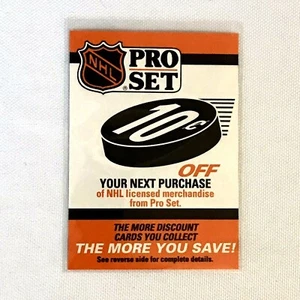 NHL
PRO
SET
10¢
OFF
YOUR NEXT PURCHASE
of NHL licensed merchandise
from Pro Set.
THE MORE DISCOUNT
CARDS YOU COLLECT
THE MORE YOU SAVE!
See reverse side for complete details.